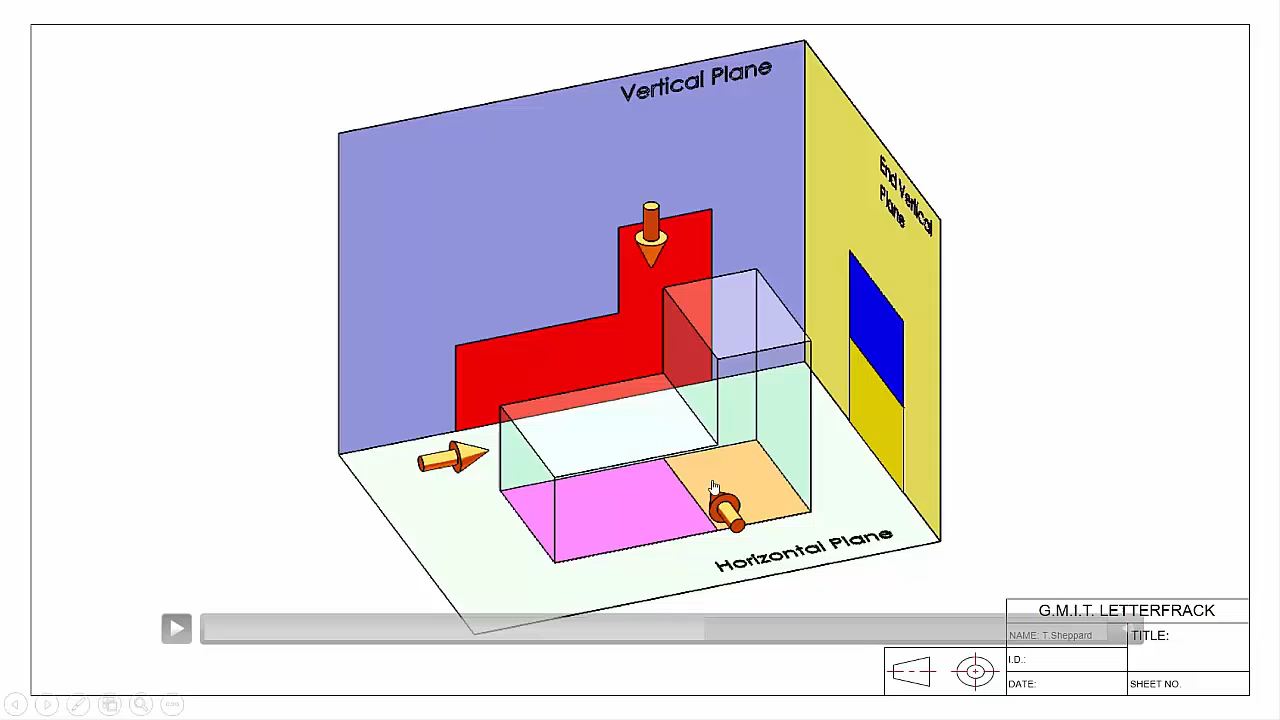 Vertical Plane
End Vertical
Plane
Horizontal Plane
G.M.I.T. LETTERFRACK
NAME: T.Sheppard
TITLE:
I.D.:
DATE:
SHEET NO.